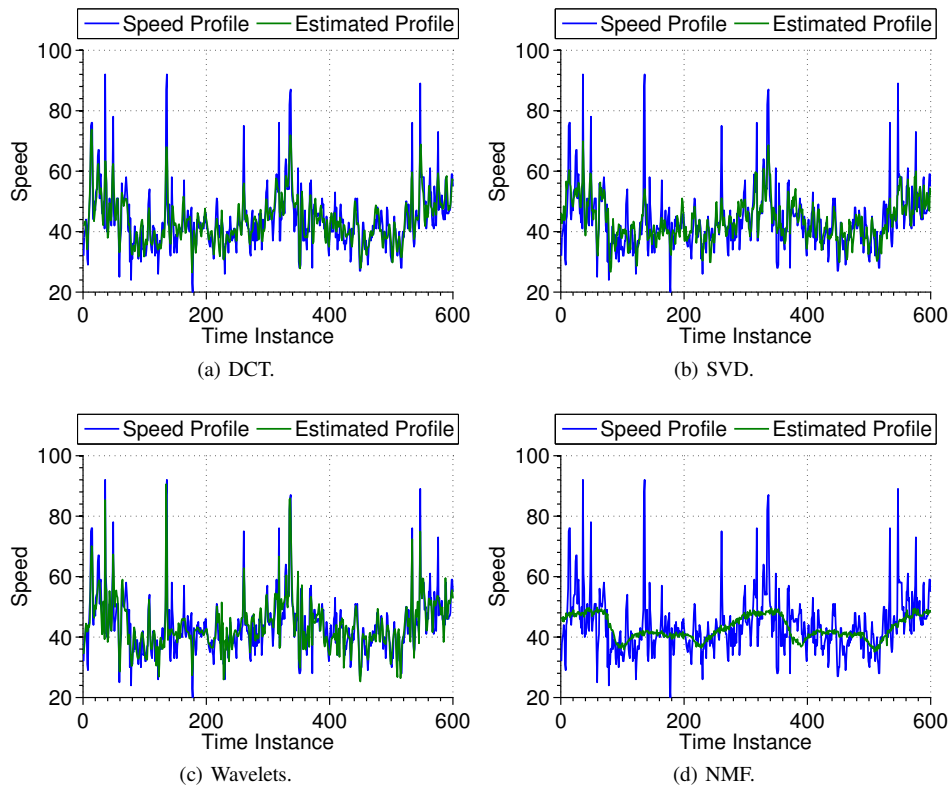 Speed Profile Estimated Profile
100
80
60
40
20
Speed
0 200 400 600
Time Instance
(a) DCT.
Speed Profile Estimated Profile
100
80
60
40
20
Speed
0 200 400 600
Time Instance
(b) SVD.
Speed Profile Estimated Profile
100
80
60
40
20
Speed
0 200 400 600
Time Instance
(c) Wavelets.
Speed Profile Estimated Profile
100
80
60
40
20
Speed
0 200 400 600
Time Instance
(d) NMF.